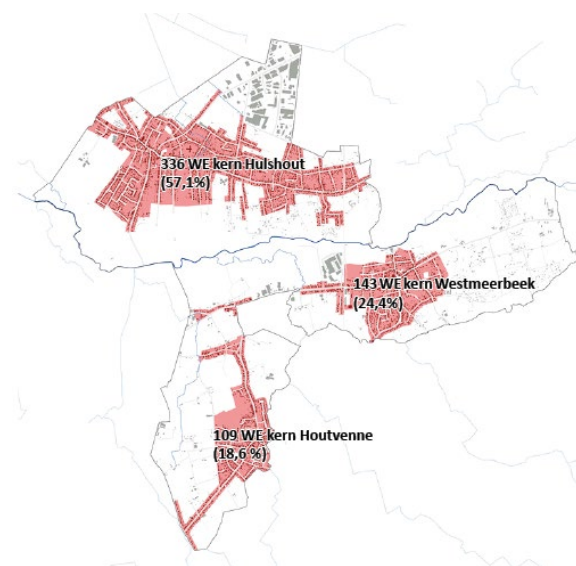 336 WE kern Hulshout
(57,1%)
143 WE kern Westmeerbeek
(24,4%)
109 WE kern Houtvenne
(18,6 %)